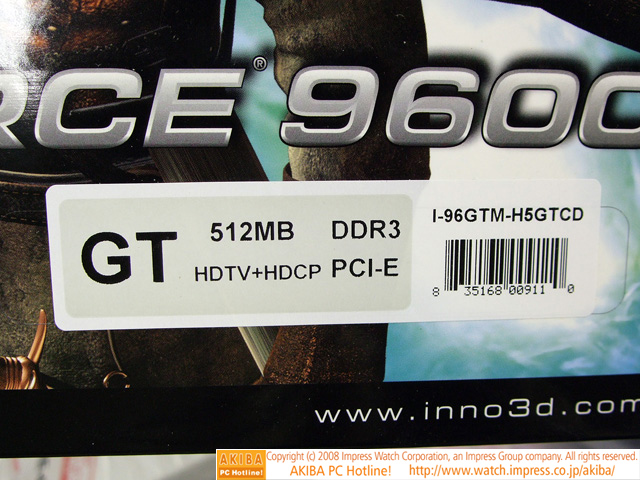 RCE® 9600
GT 512MB DDR3
HDTV+HDCP PCI-E
I-96GTM-H5GTCD
8 35168 00911 0
www.inno3d.com
AKIBA PC Hotline!
Copyright (c) 2008 Impress Watch Corporation, an Impress Group company. All rights reserved.
AKIBA PC Hotline! http://www.watch.impress.co.jp/akiba/